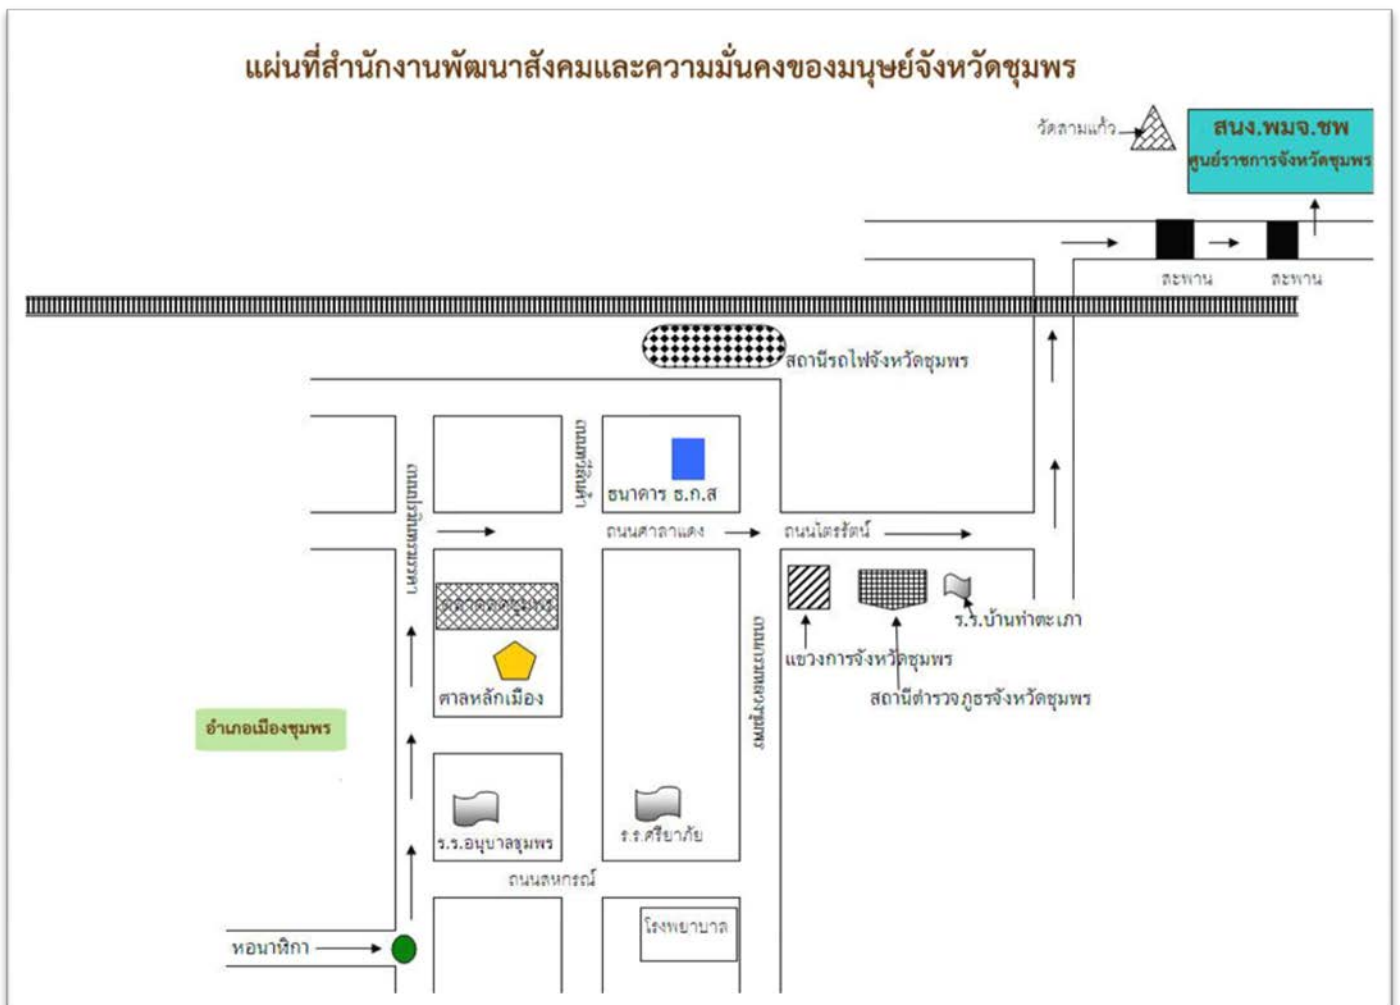 แผ่นที่สำนักงานพัฒนาสังคมและความมั่นคงของมนุษย์จังหวัดชุมพร
วัดสามแก้ว
สนง.พมจ.ชพ
ศูนย์ราชการจังหวัดชุมพร
สะพาน
สะพาน
สถานีรถไฟจังหวัดชุมพร
ถนนทวีสินค้า
ธนาคาร ธ.ก.ส
ถนนปรมินทรมรรคา
ถนนศาลาแดง
ถนนไตรรัตน์
ตลาดสดชุมพร
ร.ร.บ้านท่าตะเภา
แขวงการจังหวัดชุมพร
ศาลหลักเมือง
สถานีตำรวจภูธรจังหวัดชุมพร
อำเภอเมืองชุมพร
ร.ร.อนุบาลชุมพร
ร.ร.ศรียาภัย
ถนนสหกรณ์
โรงพยาบาล
หอนาฬิกา